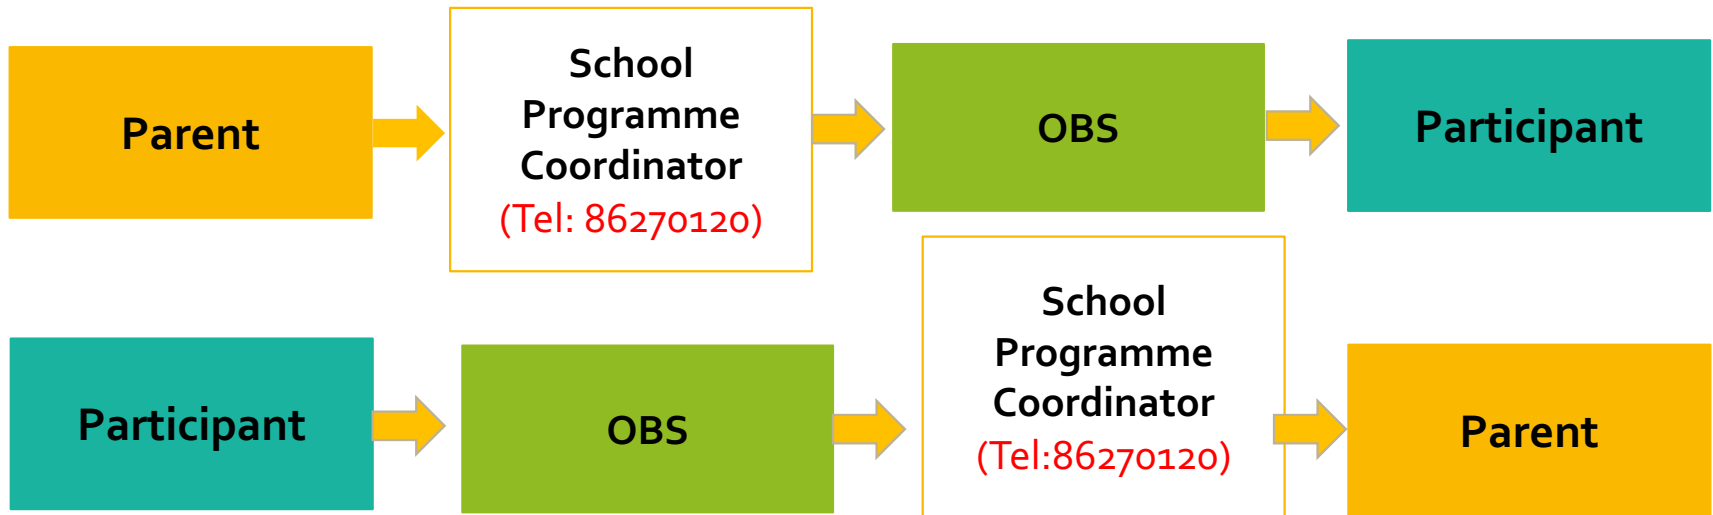 Parent
School
Programme
Coordinator
(Tel: 86270120)
OBS
Participant
Participant
OBS
School
Programme
Coordinator
(Tel:86270120)
Parent